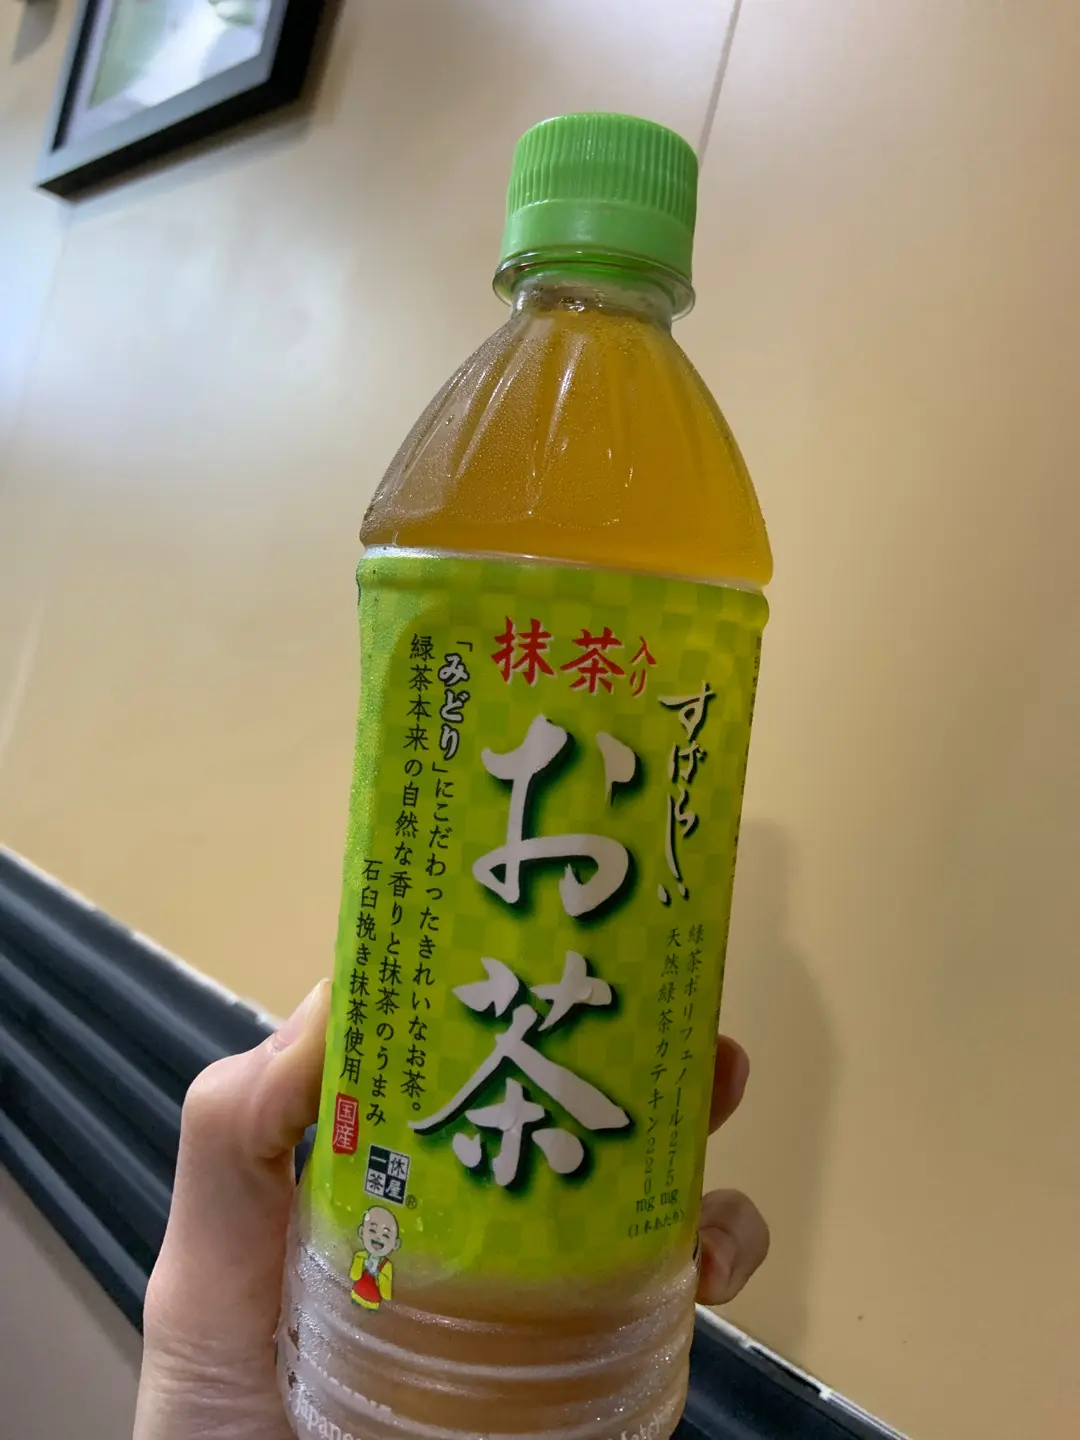 抹茶入り
すばらしい
お茶
「みどり」にこだわったきれいなお茶。
緑茶本来の自然な香りと抹茶のうまみ
石臼挽き抹茶使用
国産
緑茶ポリフェノール275mg
天然緑茶カテキン220mg
(1本あたり)
一休茶屋®